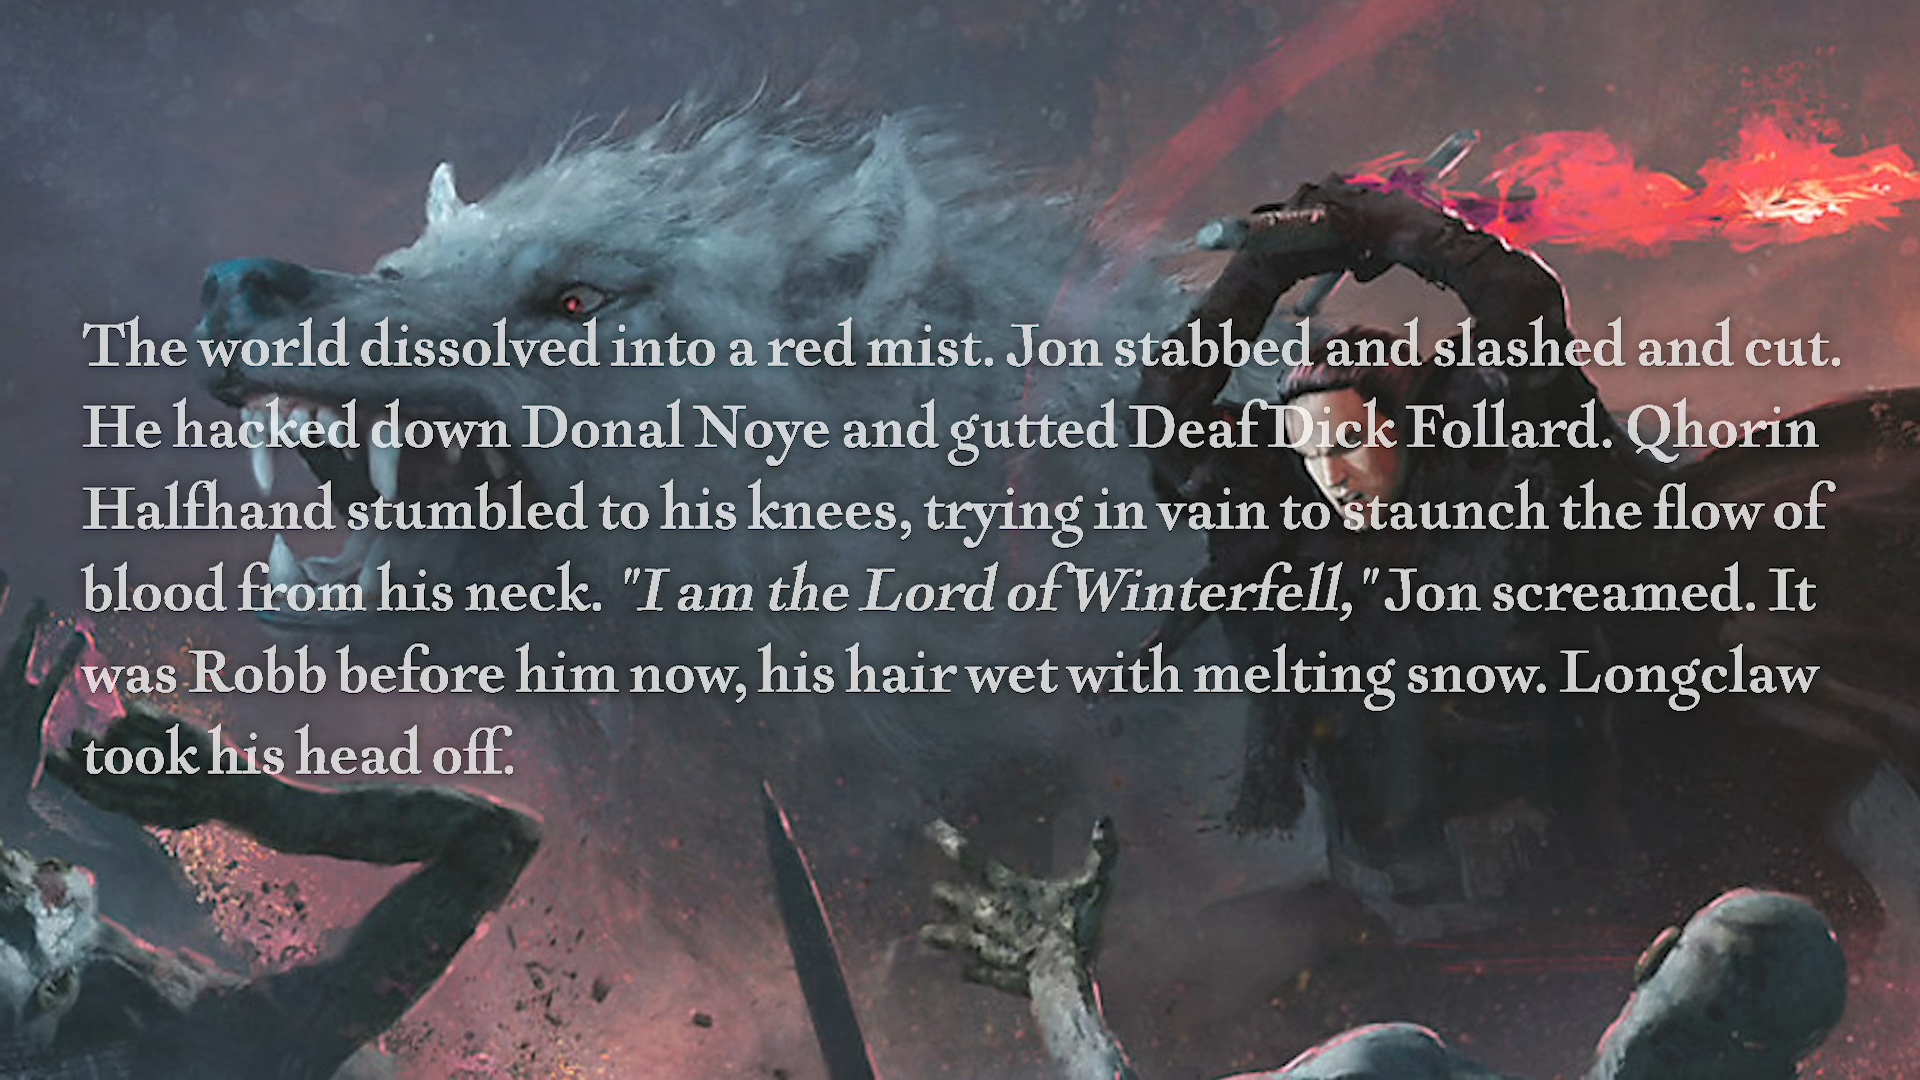 The world dissolved into a red mist. Jon stabbed and slashed and cut.
He hacked down Donal Noye and gutted Deaf Dick Follard. Qhorin
Halfhand stumbled to his knees, trying in vain to staunch the flow of
blood from his neck. "I am the Lord of Winterfell," Jon screamed. It
was Robb before him now, his hair wet with melting snow. Longclaw
took his head off.